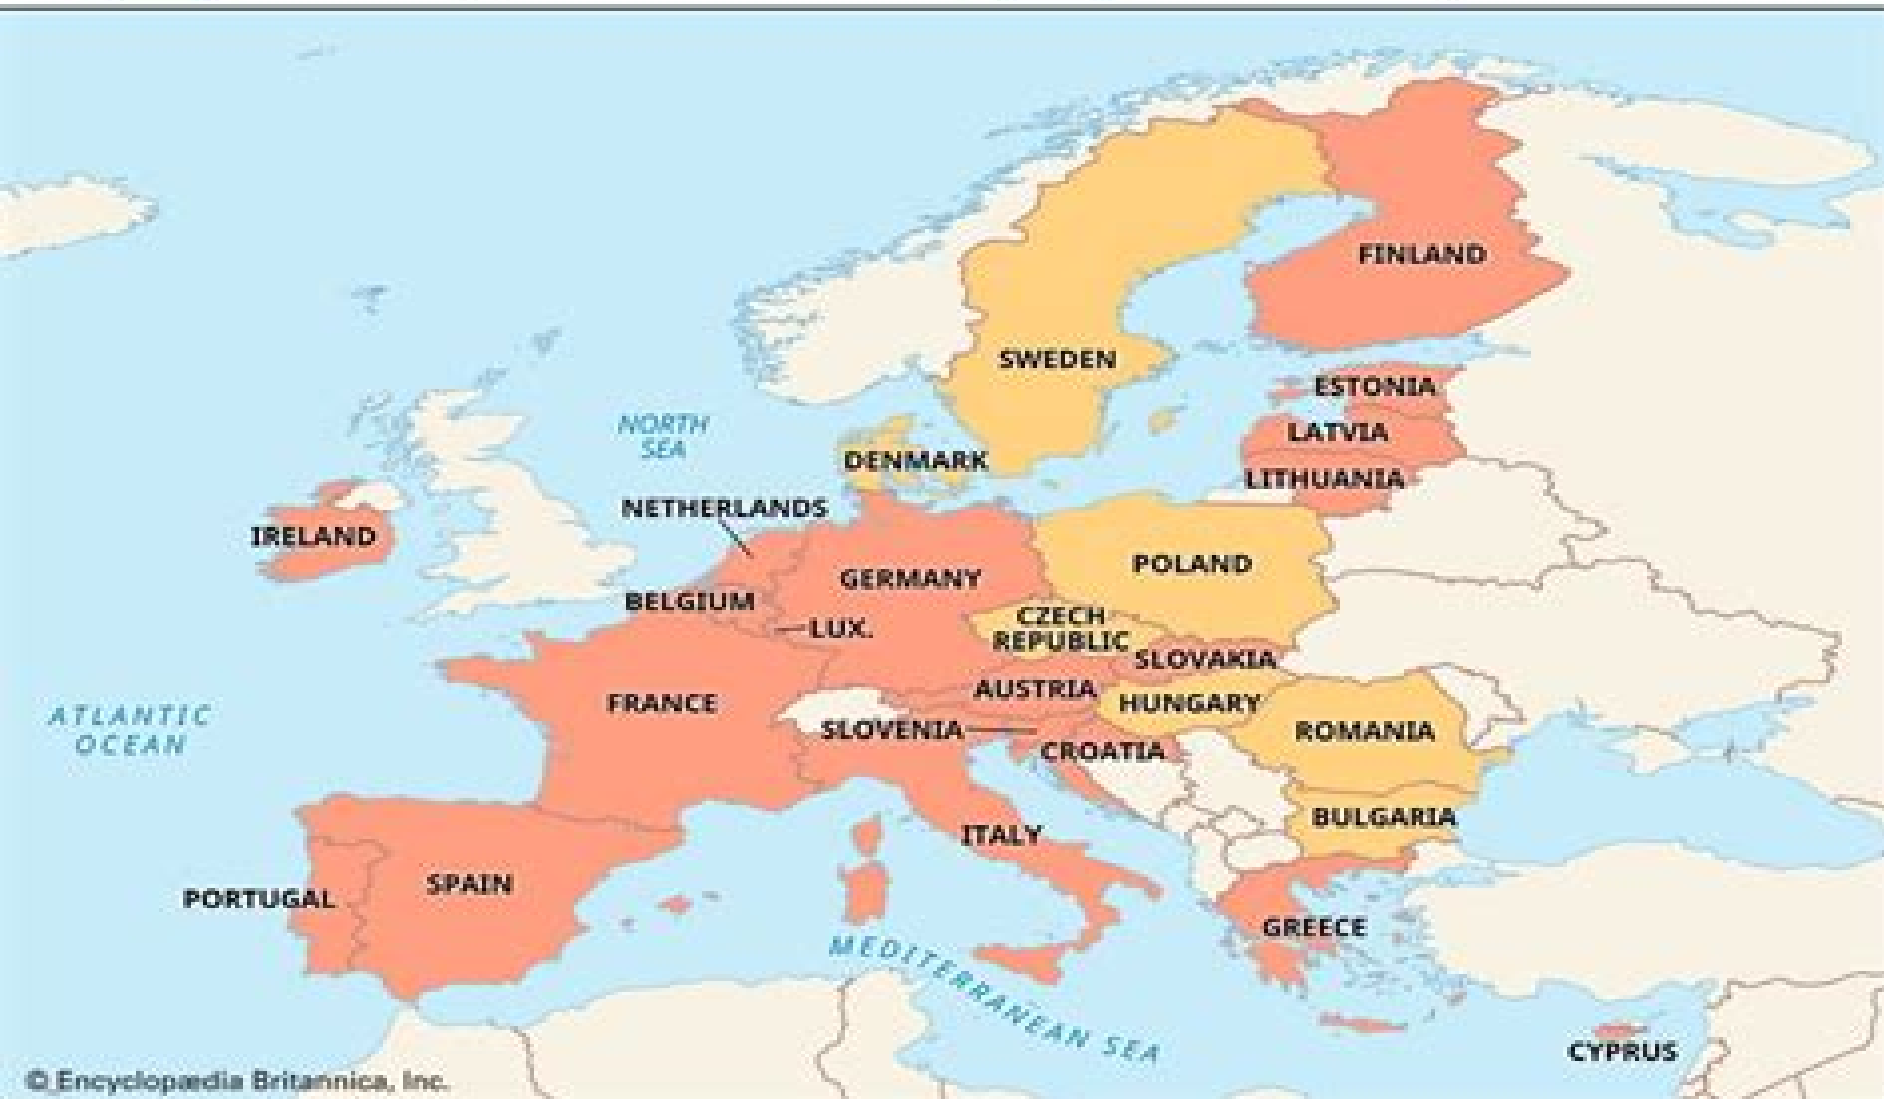 FINLAND
SWEDEN
ESTONIA
NORTH
SEA
LATVIA
DENMARK
LITHUANIA
NETHERLANDS
IRELAND
POLAND
GERMANY
BELGIUM
CZECH
REPUBLIC
LUX.
SLOVAKIA
AUSTRIA
FRANCE
HUNGARY
ATLANTIC
OCEAN
SLOVENIA
ROMANIA
CROATIA
BULGARIA
ITALY
SPAIN
PORTUGAL
GREECE
MEDITERRANEAN SEA
CYPRUS
© Encyclopædia Britannica, Inc.